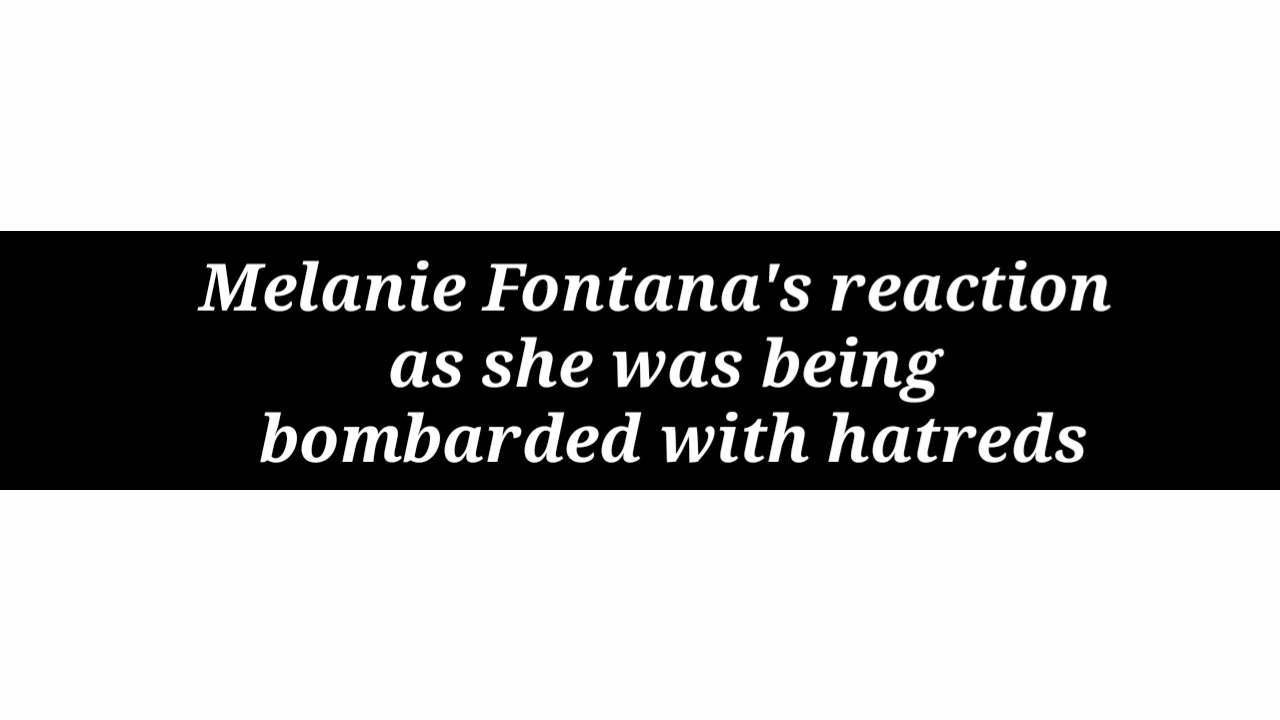 Melanie Fontana's reaction
as she was being
bombarded with hatreds